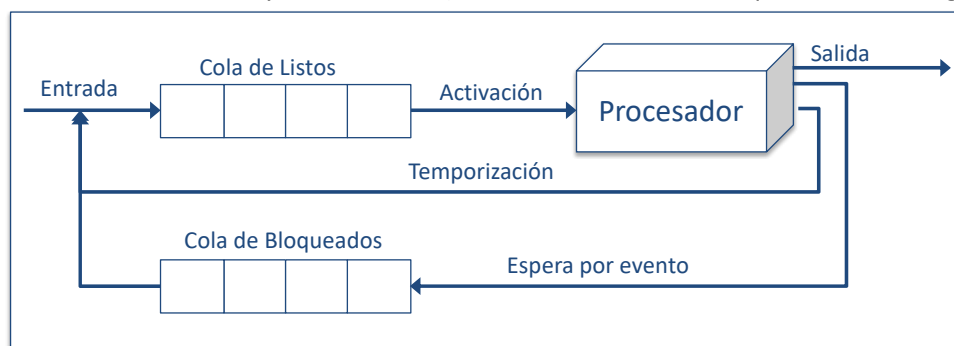 Salida
Cola de Listos
Entrada
Activación
Procesador
Temporización
Cola de Bloqueados
Espera por evento